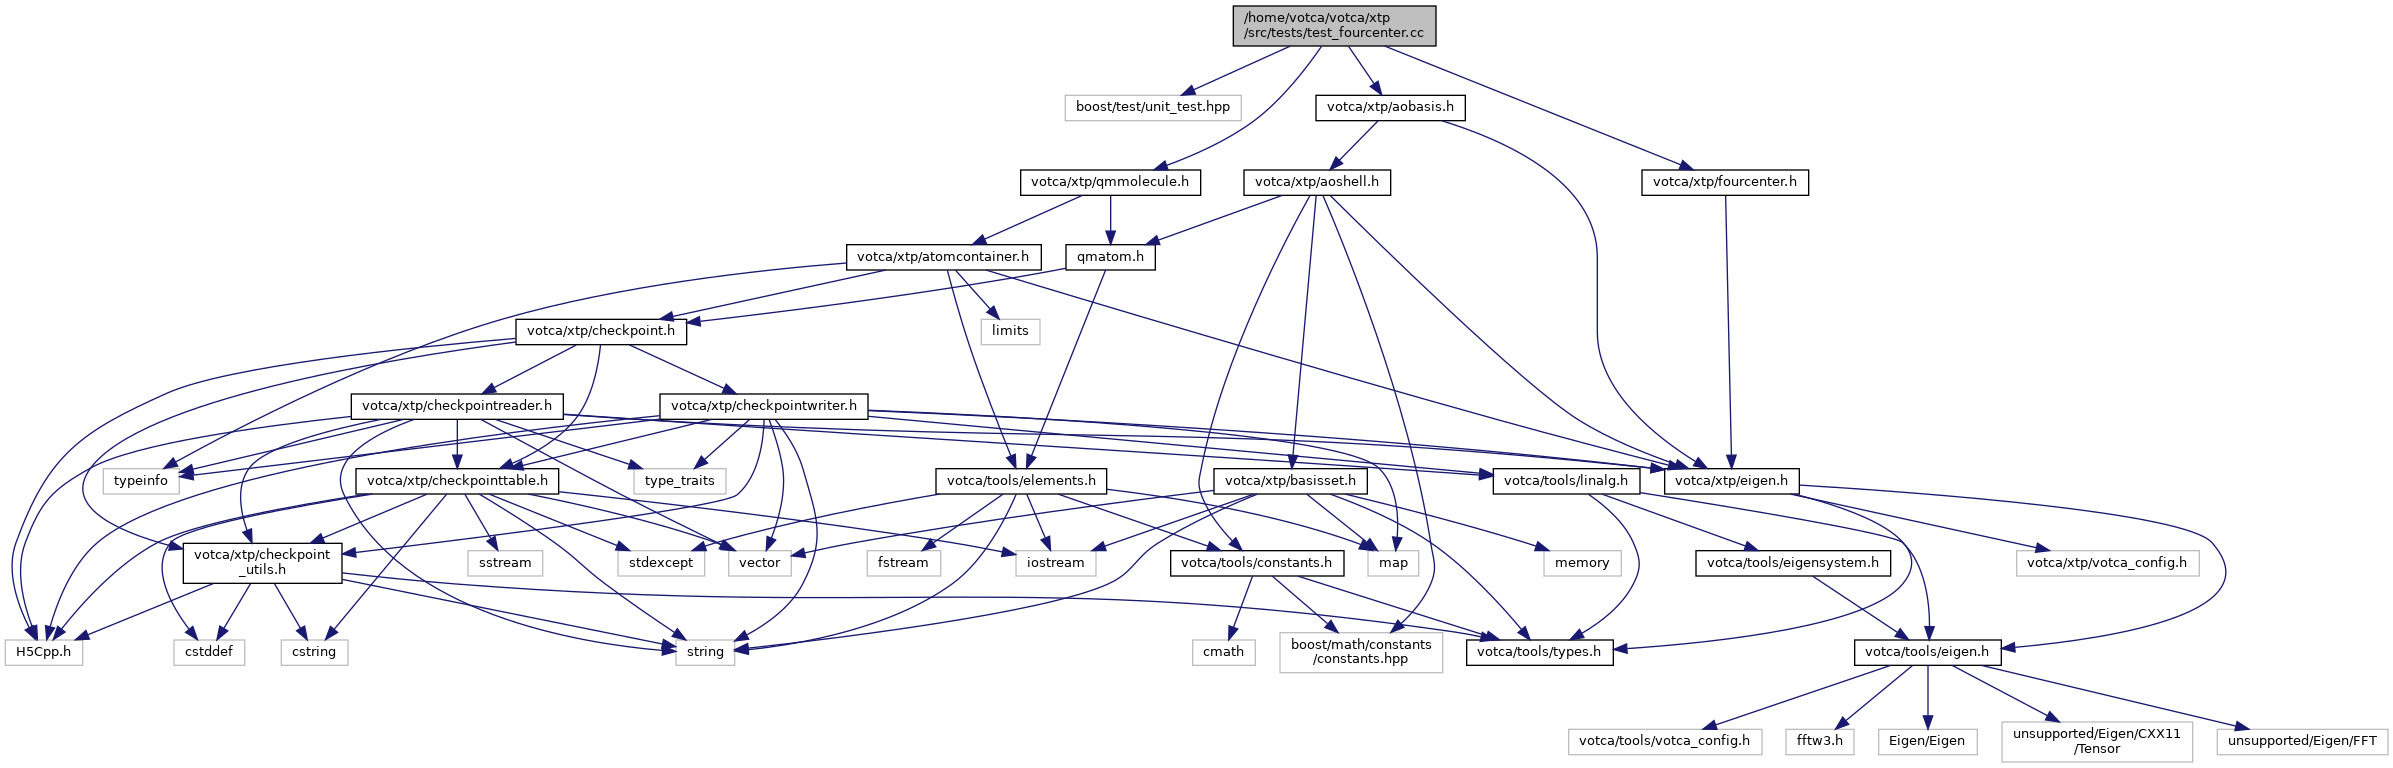 /home/votca/votca/xtp
/src/tests/test_fourcenter.cc
boost/test/unit_test.hpp
votca/xtp/aobasis.h
votca/xtp/qmmolecule.h
votca/xtp/aoshell.h
votca/xtp/fourcenter.h
votca/xtp/atomcontainer.h
qmatom.h
votca/xtp/checkpoint.h
limits
votca/xtp/checkpointreader.h
votca/xtp/checkpointwriter.h
typeinfo
votca/xtp/checkpointtable.h
type_traits
votca/tools/elements.h
votca/xtp/basisset.h
votca/tools/linalg.h
votca/xtp/eigen.h
votca/xtp/checkpoint
_utils.h
sstream
stdexcept
vector
fstream
iostream
votca/tools/constants.h
map
memory
votca/tools/eigensystem.h
votca/xtp/votca_config.h
H5Cpp.h
cstddef
cstring
string
cmath
boost/math/constants
/constants.hpp
votca/tools/types.h
votca/tools/eigen.h
votca/tools/votca_config.h
fftw3.h
Eigen/Eigen
unsupported/Eigen/CXX11
/Tensor
unsupported/Eigen/FFT